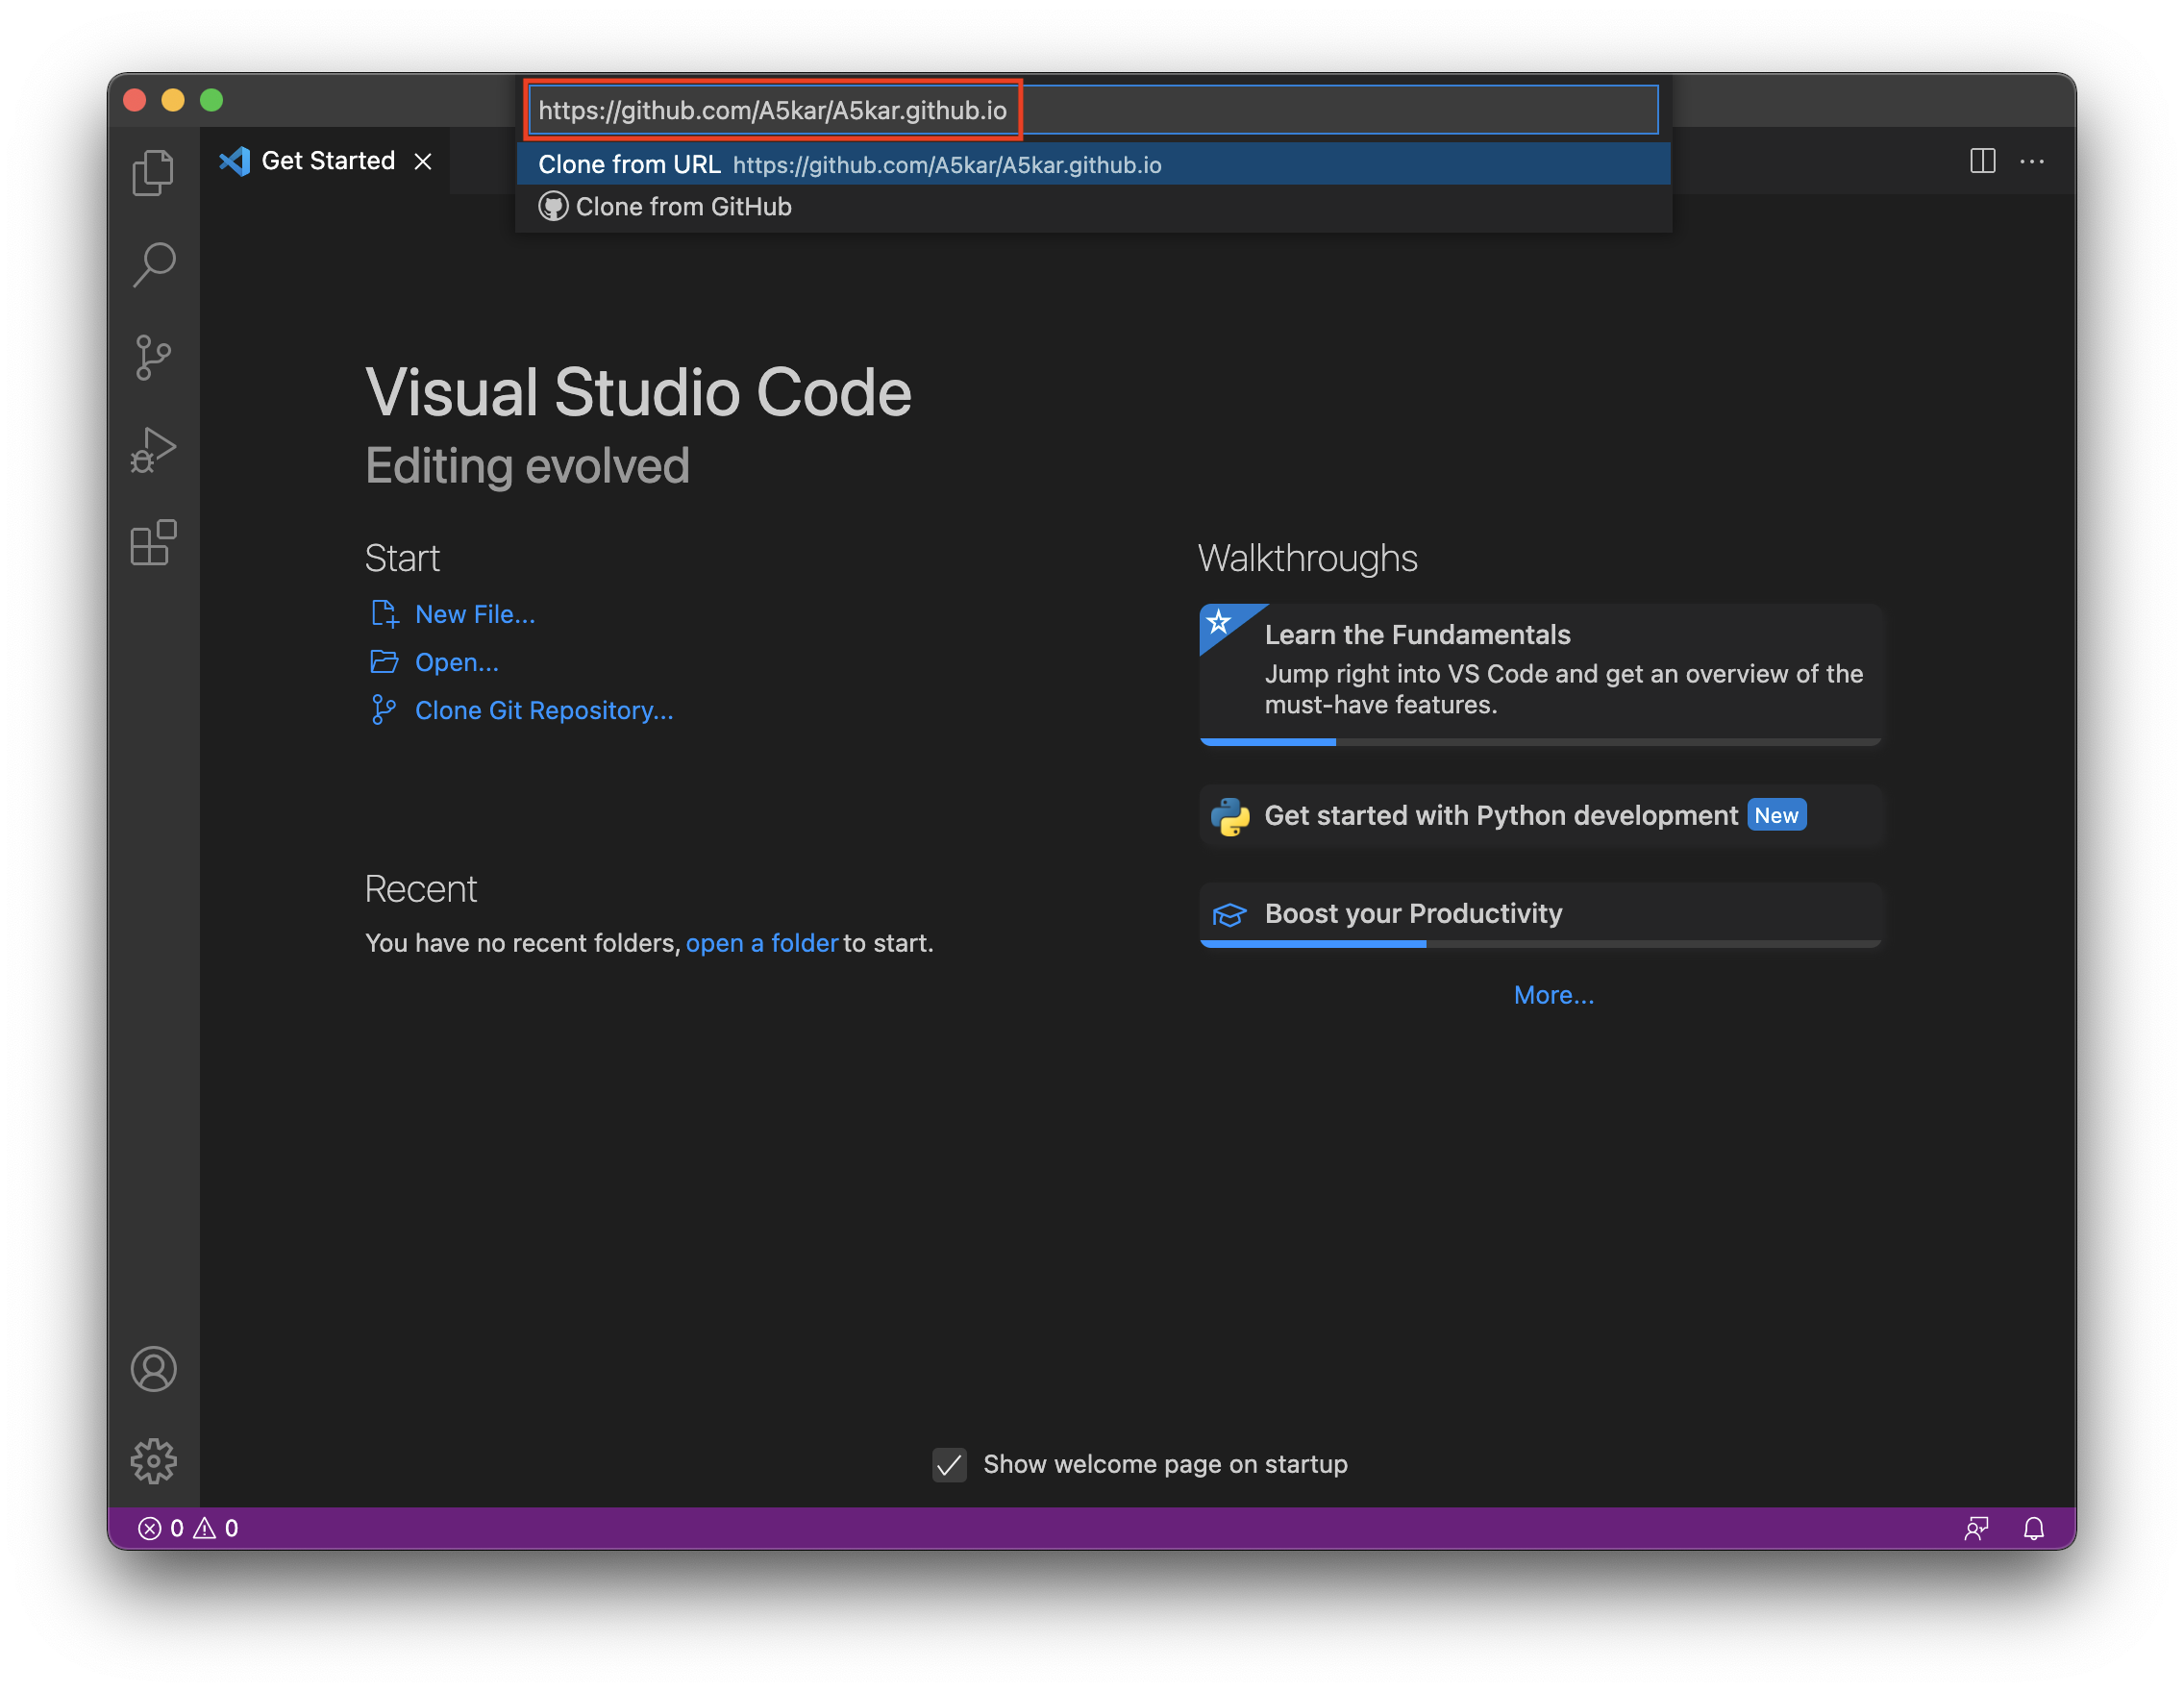 https://github.com/A5kar/A5kar.github.io
Clone from URL https://github.com/A5kar/A5kar.github.io
Clone from GitHub
Get Started
Visual Studio Code
Editing evolved
Start
New File...
Open...
Clone Git Repository...
Recent
You have no recent folders, open a folder to start.
Walkthroughs
Learn the Fundamentals
Jump right into VS Code and get an overview of the
must-have features.
Get started with Python development New
Boost your Productivity
More...
Show welcome page on startup
0 0